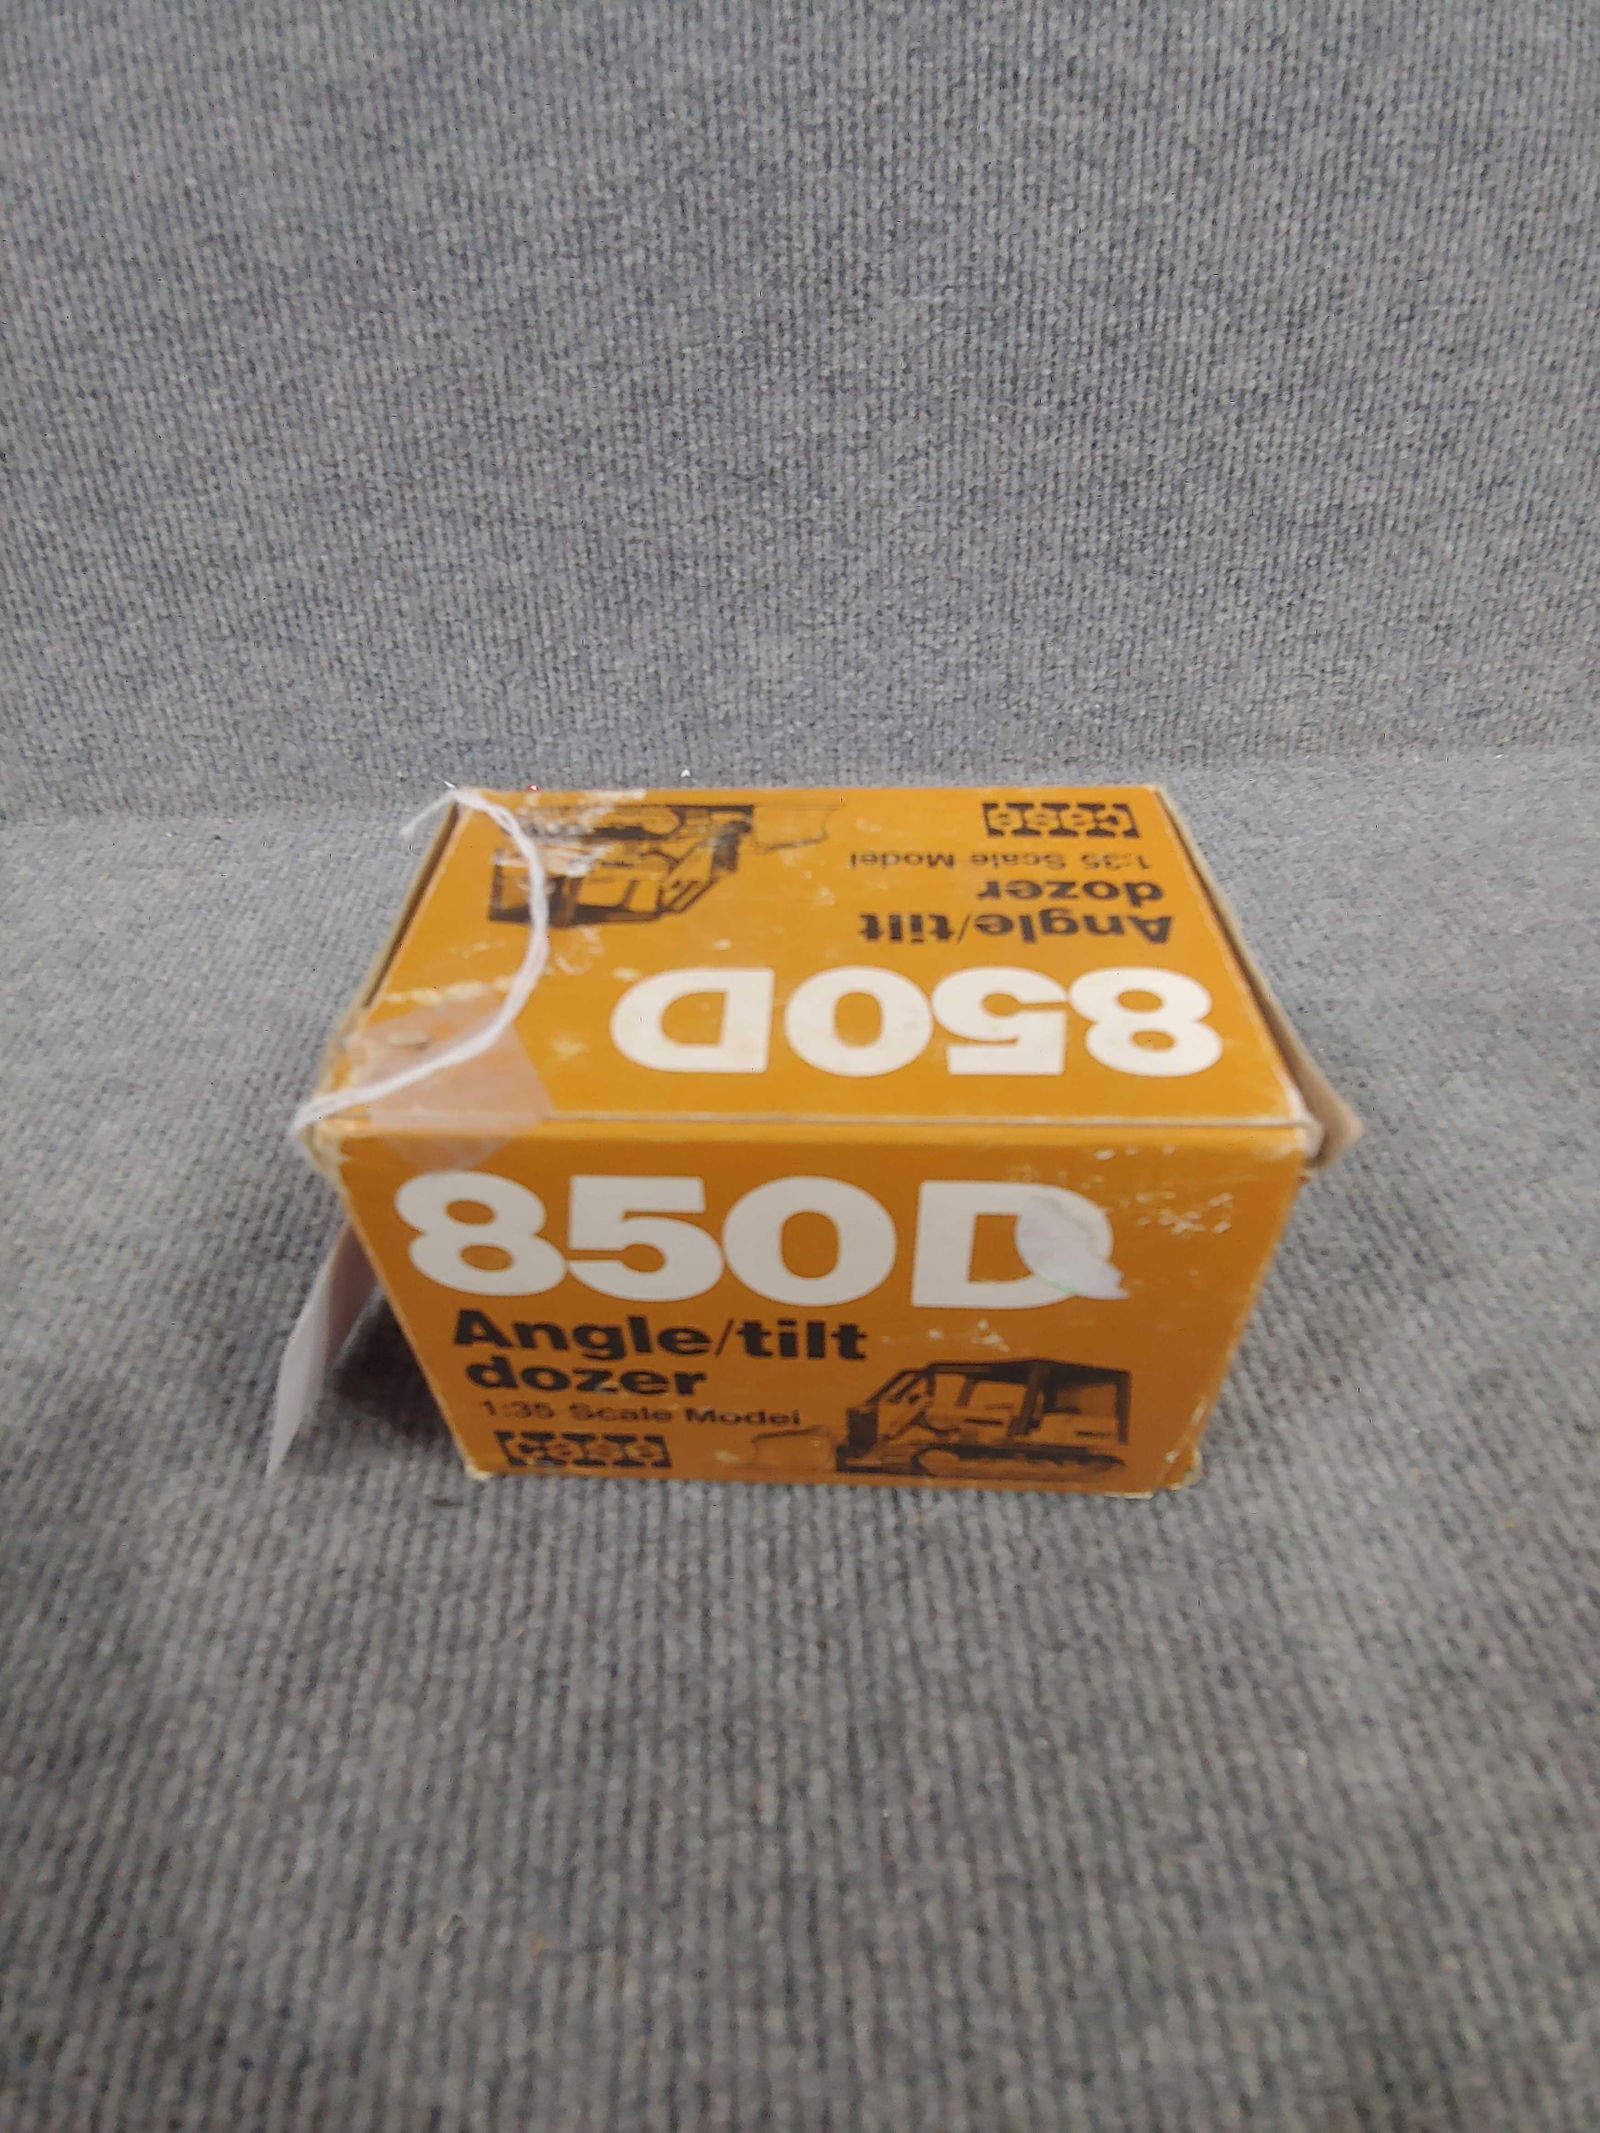 850D
Angle/tilt
dozer
1:35 Scale Model
case
850D
Angle/tilt
dozer
1:35 Scale Model
case